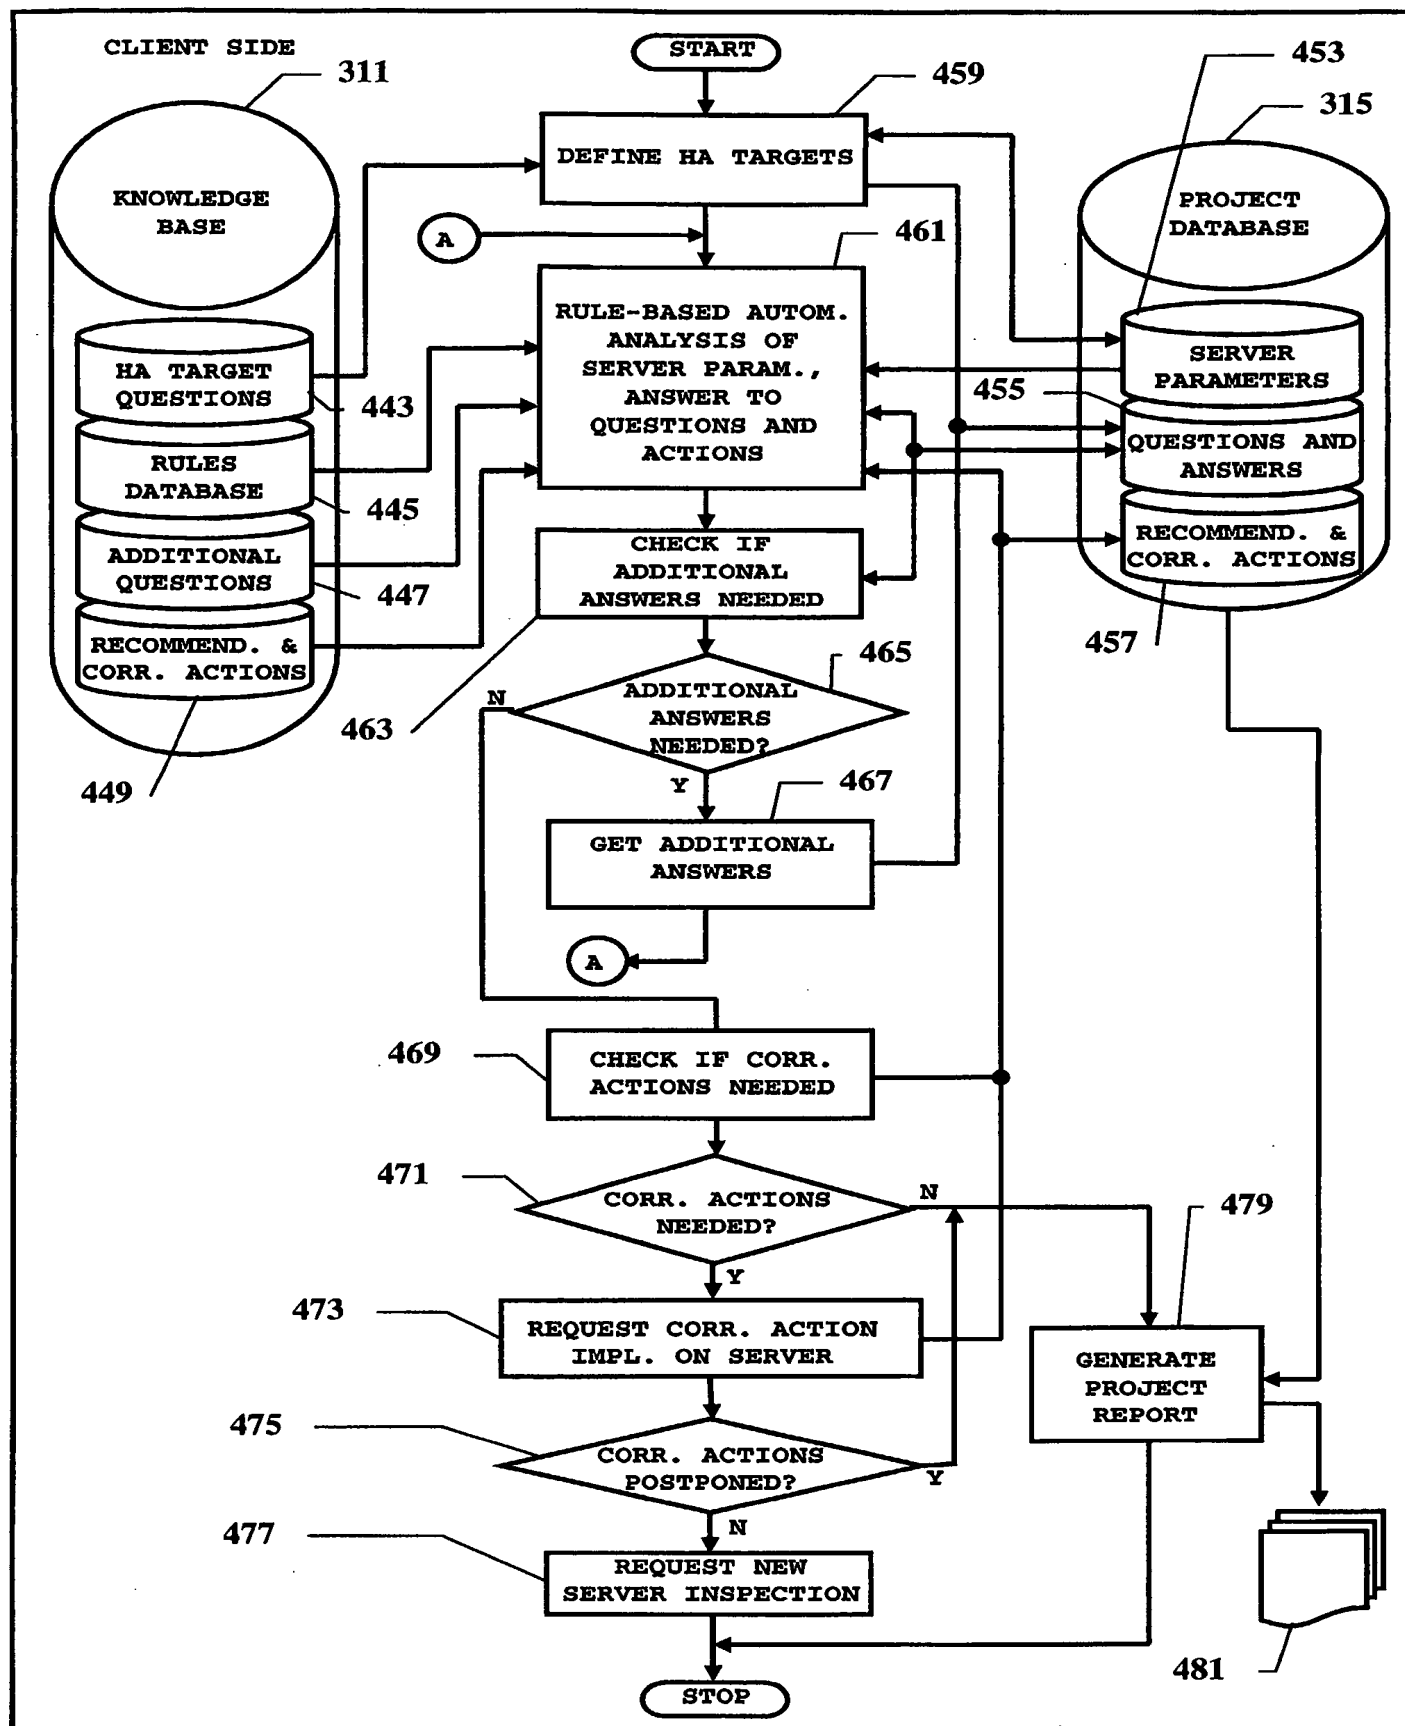 CLIENT SIDE
START
311
459
453
315
KNOWLEDGE
BASE
DEFINE HA TARGETS
PROJECT
DATABASE
A
461
HA TARGET
QUESTIONS
443
RULES
DATABASE
445
ADDITIONAL
QUESTIONS
447
RECOMMEND. &
CORR. ACTIONS
449
RULE-BASED AUTOM.
ANALYSIS OF
SERVER PARAM.,
ANSWER TO
QUESTIONS AND
ACTIONS
SERVER
PARAMETERS
455
QUESTIONS AND
ANSWERS
RECOMMEND. &
CORR. ACTIONS
457
CHECK IF
ADDITIONAL
ANSWERS NEEDED
463
465
N
ADDITIONAL
ANSWERS
NEEDED?
Y
467
GET ADDITIONAL
ANSWERS
A
469
CHECK IF CORR.
ACTIONS NEEDED
471
CORR. ACTIONS
NEEDED?
N
Y
479
473
REQUEST CORR. ACTION
IMPL. ON SERVER
GENERATE
PROJECT
REPORT
475
CORR. ACTIONS
POSTPONED?
Y
N
477
REQUEST NEW
SERVER INSPECTION
481
STOP